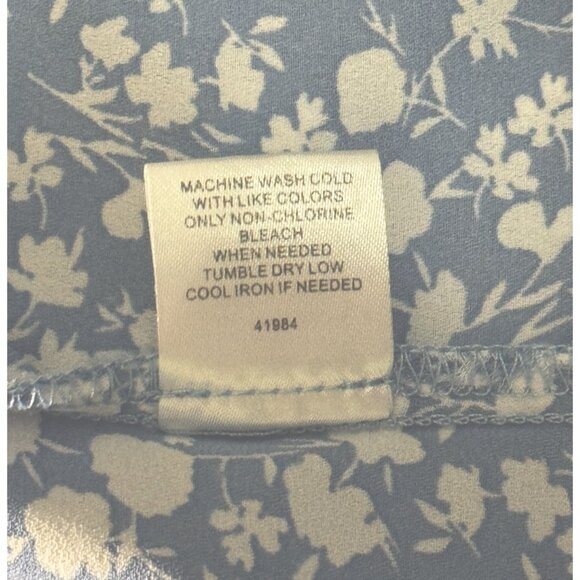 MACHINE WASH COLD
WITH LIKE COLORS
ONLY NON-CHLORINE
BLEACH
WHEN NEEDED
TUMBLE DRY LOW
COOL IRON IF NEEDED
41984